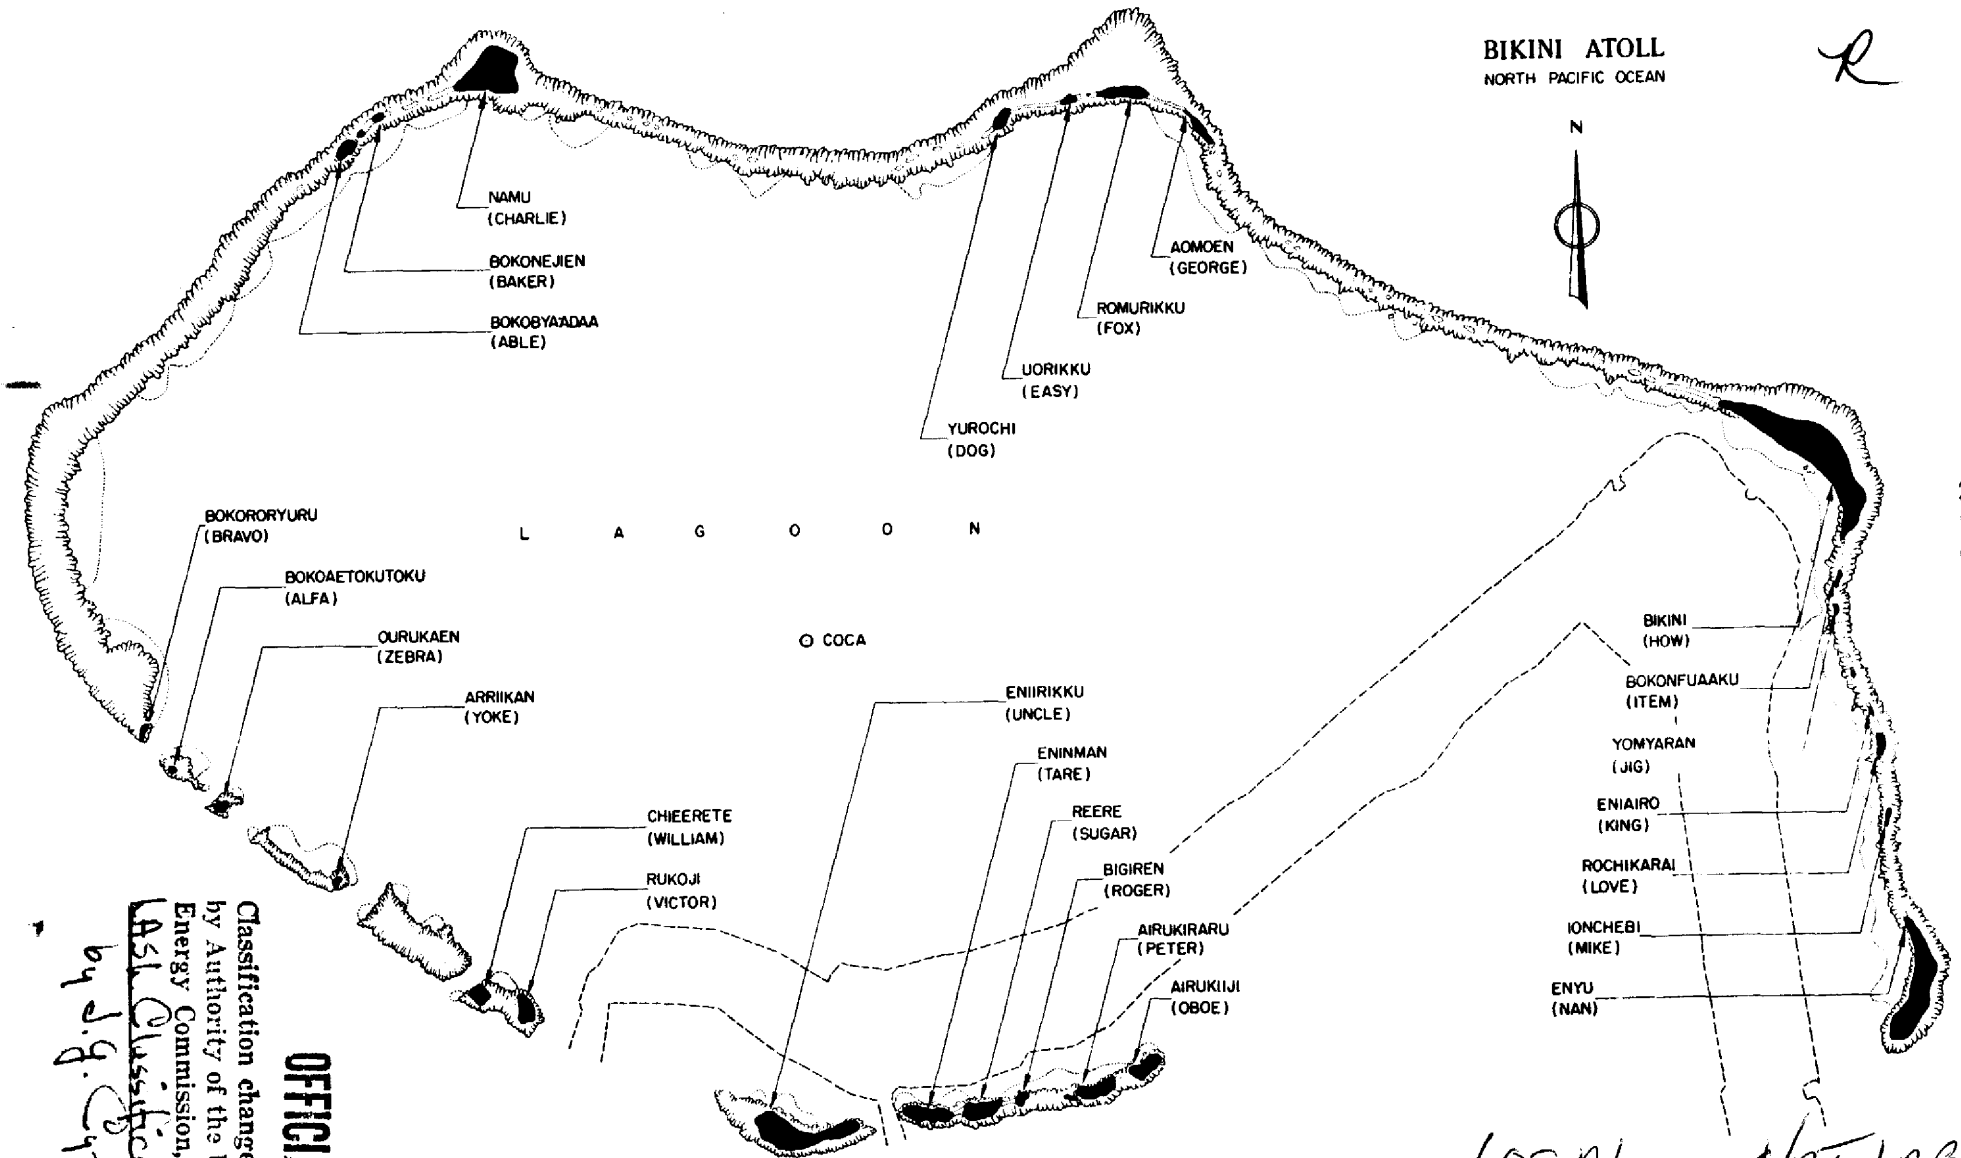 BIKINI ATOLL
NORTH PACIFIC OCEAN
R
N
NAMU
(CHARLIE)
BOKONEJIEN
(BAKER)
BOKOBYAADAA
(ABLE)
AOMOEN
(GEORGE)
ROMURIKKU
(FOX)
UORIKKU
(EASY)
YUROCHI
(DOG)
BOKORORYURU
(BRAVO)
LAGOON
BOKOAETOKUTOKU
(ALFA)
OURUKAEN
(ZEBRA)
COCA
ARRIIKAN
(YOKE)
ENIIRIKKU
(UNCLE)
ENINMAN
(TARE)
CHIEERETE
(WILLIAM)
REERE
(SUGAR)
RUKOJI
(VICTOR)
BIGIREN
(ROGER)
AIRUKIRARU
(PETER)
AIRUKIIJI
(OBOE)
BIKINI
(HOW)
BOKONFUAAKU
(ITEM)
YOMYARAN
(JIG)
ENIAIRO
(KING)
ROCHIKARAI
(LOVE)
IONCHEBI
(MIKE)
ENYU
(NAN)
OFFICI
Classification change
by Authority of the
Energy Commission,
by J.G.